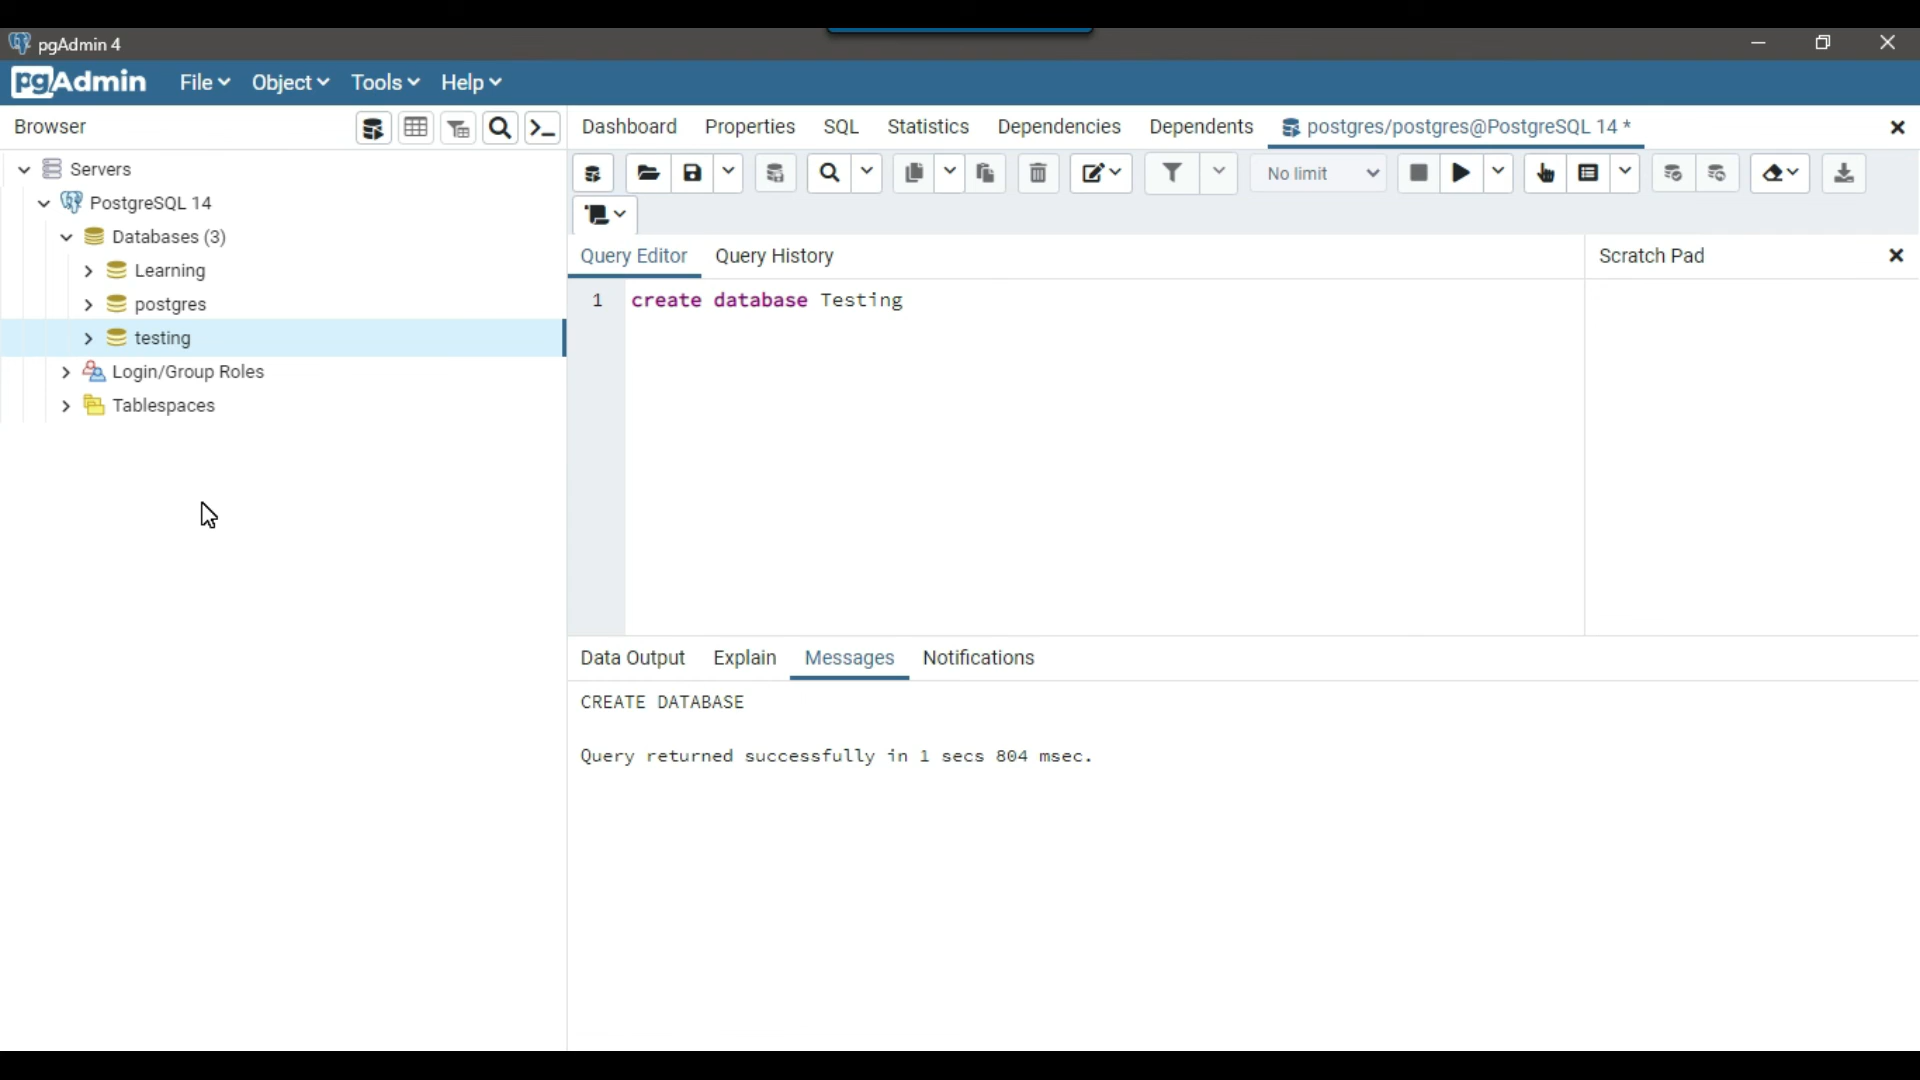 pgAdmin 4
pgAdmin File Object Tools Help
Browser
Dashboard Properties SQL Statistics Dependencies Dependents postgres/postgres@PostgreSQL 14 *
No limit
Servers
PostgreSQL 14
Databases (3)
Learning
postgres
testing
Login/Group Roles
Tablespaces
Query Editor Query History
Scratch Pad
1 create database Testing
Data Output Explain Messages Notifications
CREATE DATABASE
Query returned successfully in 1 secs 804 msec.